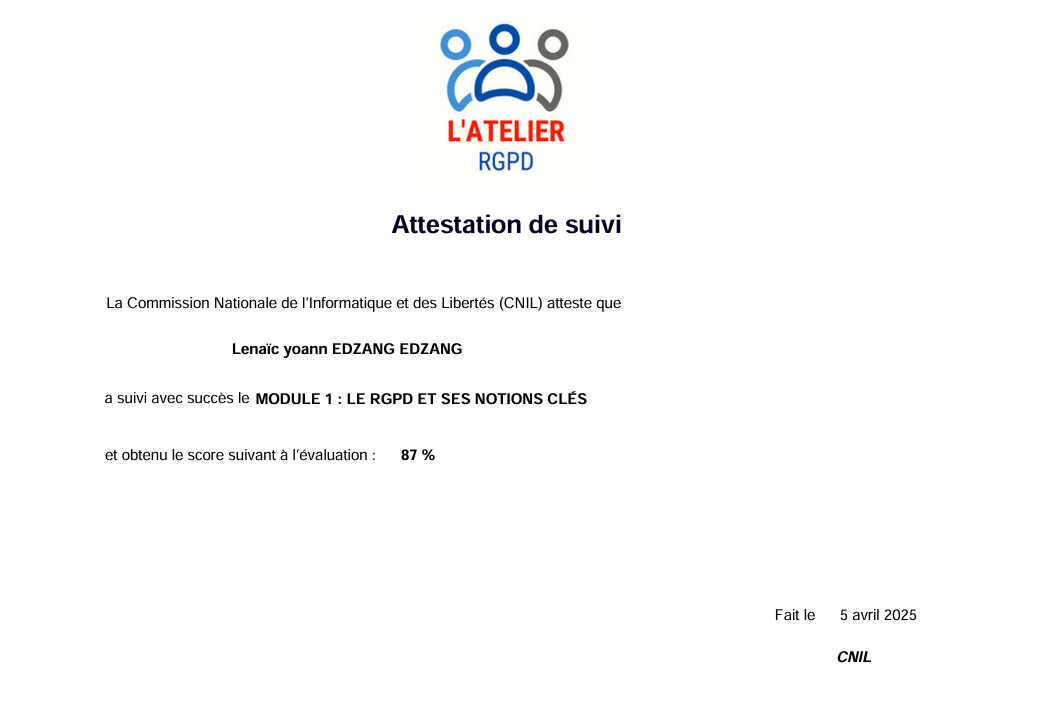 L'ATELIER
RGPD
Attestation de suivi
La Commission Nationale de l'Informatique et des Libertés (CNIL) atteste que
Lenaïc yoann EDZANG EDZANG
a suivi avec succès le MODULE 1 : LE RGPD ET SES NOTIONS CLÉS
et obtenu le score suivant à l'évaluation : 87 %
Fait le 5 avril 2025
CNIL